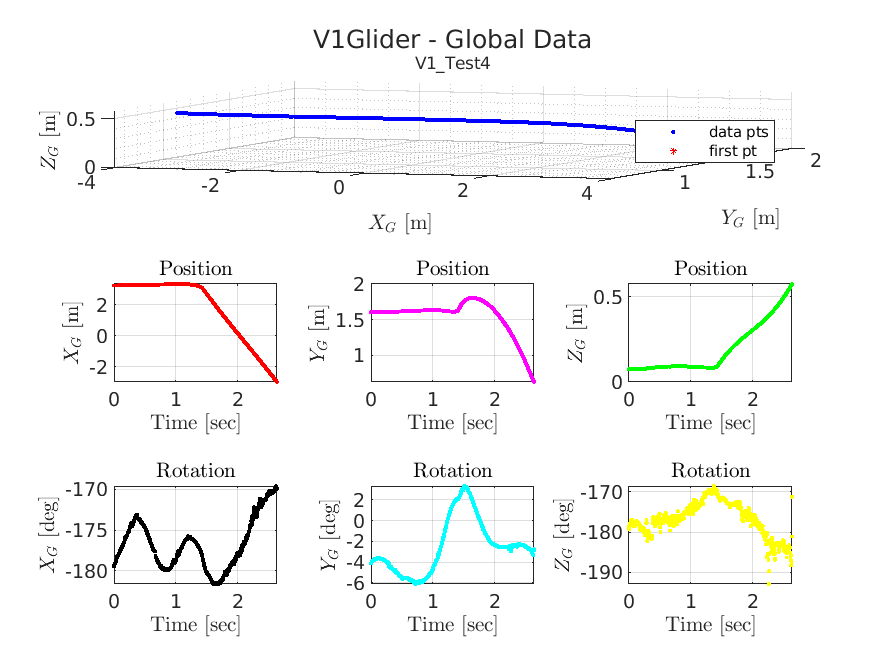 V1Glider - Global Data
V1_Test4
Z_G [m]
0.5
0
-4
-2
0
2
4
X_G [m]
data pts
first pt
1
1.5
2
Y_G [m]
Position
X_G [m]
2
0
-2
0 1 2
Time [sec]
Position
Y_G [m]
2
1.5
1
0 1 2
Time [sec]
Position
Z_G [m]
0.5
0
0 1 2
Time [sec]
Rotation
X_G [deg]
-170
-175
-180
0 1 2
Time [sec]
Rotation
Y_G [deg]
2
0
-2
-4
-6
0 1 2
Time [sec]
Rotation
Z_G [deg]
-170
-180
-190
0 1 2
Time [sec]